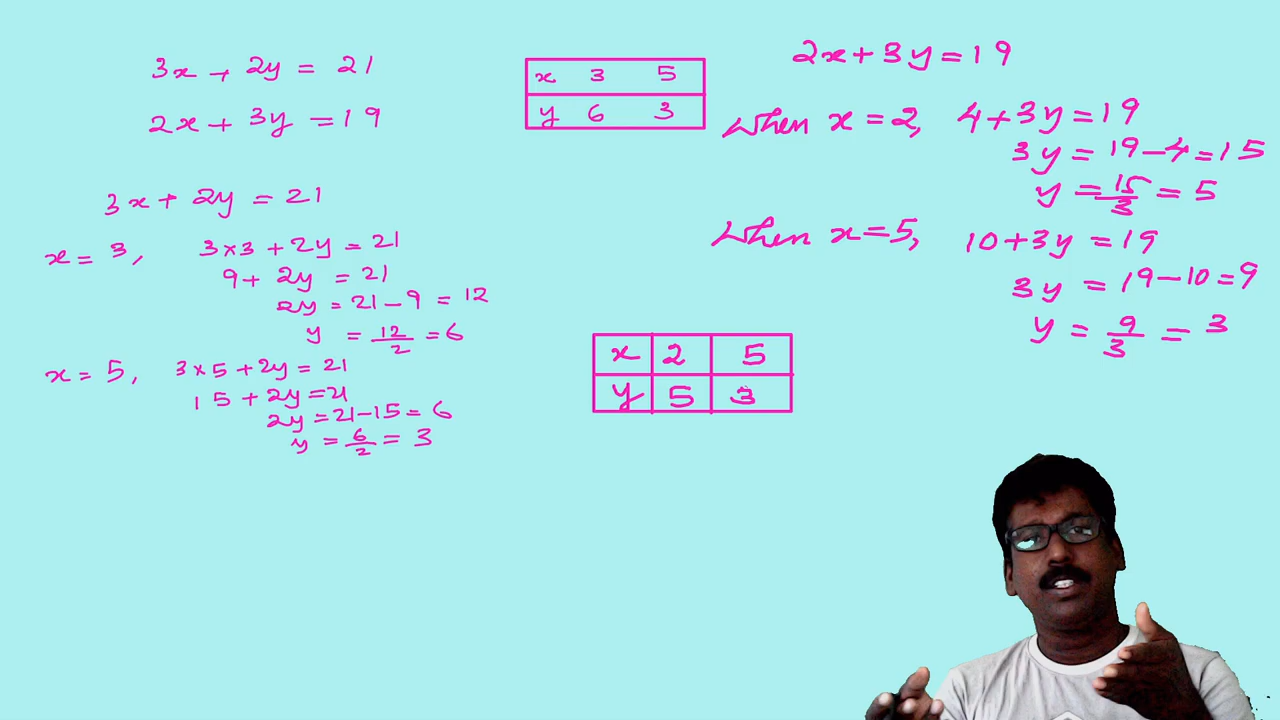 3x + 2y = 21
2x + 3y = 19
x 3 5
y 6 3
3x + 2y = 21
x = 3, 3×3 + 2y = 21
9 + 2y = 21
2y = 21 - 9 = 12
y = 12/2 = 6
x = 5, 3×5 + 2y = 21
15 + 2y = 21
2y = 21 - 15 = 6
y = 6/2 = 3
2x + 3y = 19
when x = 2, 4 + 3y = 19
3y = 19 - 4 = 15
y = 15/3 = 5
when x = 5, 10 + 3y = 19
3y = 19 - 10 = 9
y = 9/3 = 3
x 2 5
y 5 3